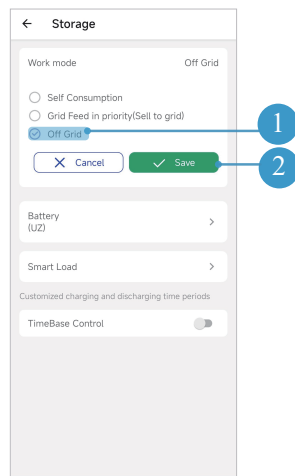 Storage
Work mode Off Grid
Self Consumption
Grid Feed in priority(Sell to grid)
Off Grid
1
Cancel Save
2
Battery
(UZ)
Smart Load
Customized charging and discharging time periods
TimeBase Control